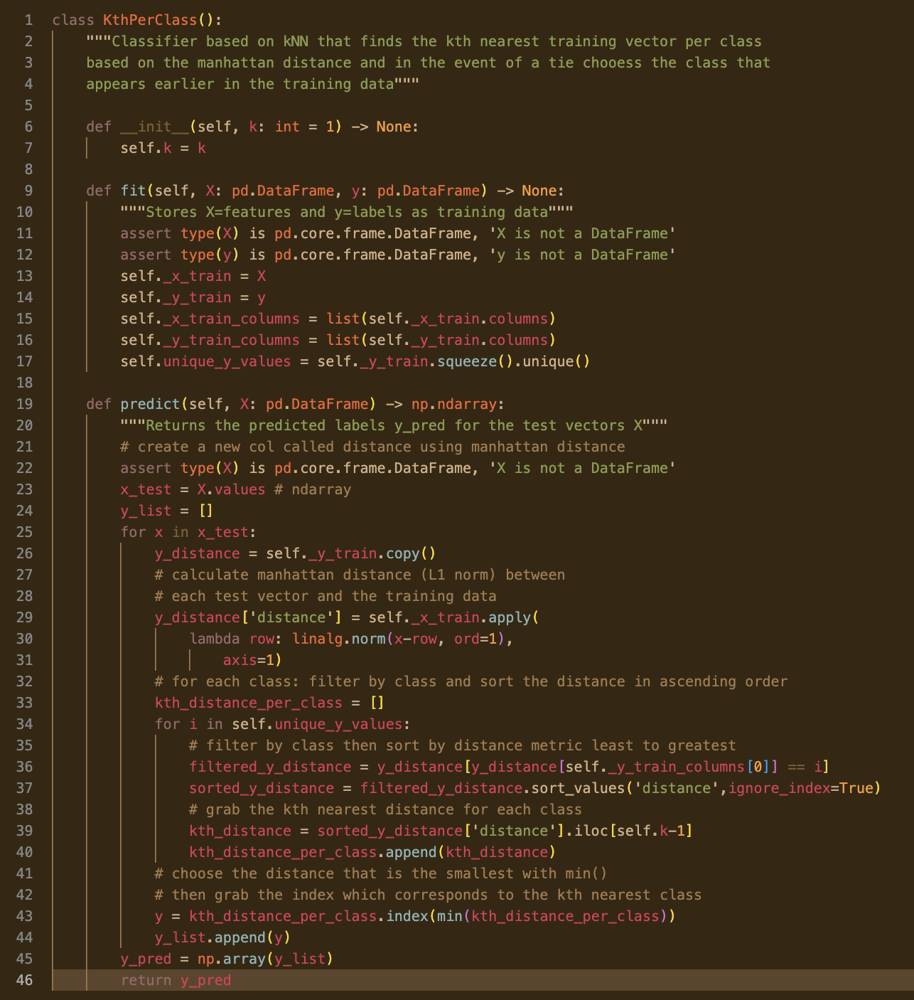 1 class KthPerClass():
2     """Classifier based on kNN that finds the kth nearest training vector per class
3     based on the manhattan distance and in the event of a tie chooess the class that
4     appears earlier in the training data"""
5
6     def __init__(self, k: int = 1) -> None:
7         self.k = k
8
9     def fit(self, X: pd.DataFrame, y: pd.DataFrame) -> None:
10         """Stores X=features and y=labels as training data"""
11         assert type(X) is pd.core.frame.DataFrame, 'X is not a DataFrame'
12         assert type(y) is pd.core.frame.DataFrame, 'y is not a DataFrame'
13         self._x_train = X
14         self._y_train = y
15         self._x_train_columns = list(self._x_train.columns)
16         self._y_train_columns = list(self._y_train.columns)
17         self.unique_y_values = self._y_train.squeeze().unique()
18
19     def predict(self, X: pd.DataFrame) -> np.ndarray:
20         """Returns the predicted labels y_pred for the test vectors X"""
21         # create a new col called distance using manhattan distance
22         assert type(X) is pd.core.frame.DataFrame, 'X is not a DataFrame'
23         x_test = X.values # ndarray
24         y_list = []
25         for x in x_test:
26             y_distance = self._y_train.copy()
27             # calculate manhattan distance (L1 norm) between
28             # each test vector and the training data
29             y_distance['distance'] = self._x_train.apply(
30                 lambda row: linalg.norm(x-row, ord=1),
31                     axis=1)
32             # for each class: filter by class and sort the distance in ascending order
33             kth_distance_per_class = []
34             for i in self.unique_y_values:
35                 # filter by class then sort by distance metric least to greatest
36                 filtered_y_distance = y_distance[y_distance[self._y_train_columns[0]] == i]
37                 sorted_y_distance = filtered_y_distance.sort_values('distance',ignore_index=True)
38                 # grab the kth nearest distance for each class
39                 kth_distance = sorted_y_distance['distance'].iloc[self.k-1]
40                 kth_distance_per_class.append(kth_distance)
41             # choose the distance that is the smallest with min()
42             # then grab the index which corresponds to the kth nearest class
43             y = kth_distance_per_class.index(min(kth_distance_per_class))
44             y_list.append(y)
45         y_pred = np.array(y_list)
46         return y_pred